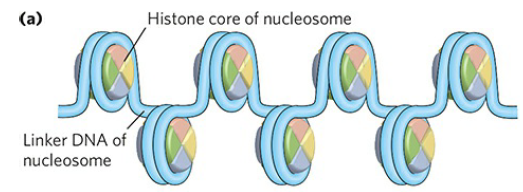 (a)
Histone core of nucleosome
Linker DNA of
nucleosome